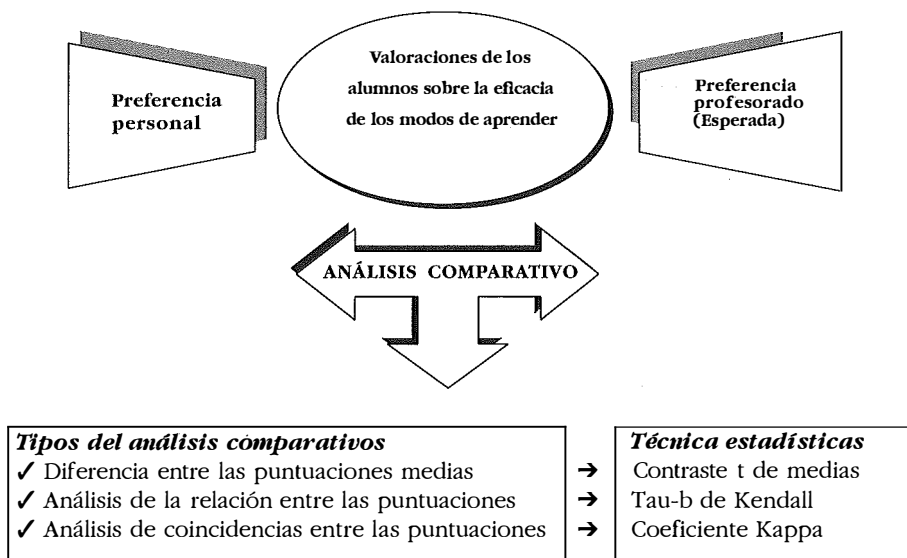 Valoraciones de los
alumnos sobre la eficacia
de los modos de aprender
Preferencia
personal
Preferencia
profesorado
(Esperada)
ANÁLISIS COMPARATIVO
Tipos del análisis comparativos
✓ Diferencia entre las puntuaciones medias
✓ Análisis de la relación entre las puntuaciones
✓ Análisis de coincidencias entre las puntuaciones
➔
➔
➔
Técnica estadísticas
Contraste t de medias
Tau-b de Kendall
Coeficiente Kappa